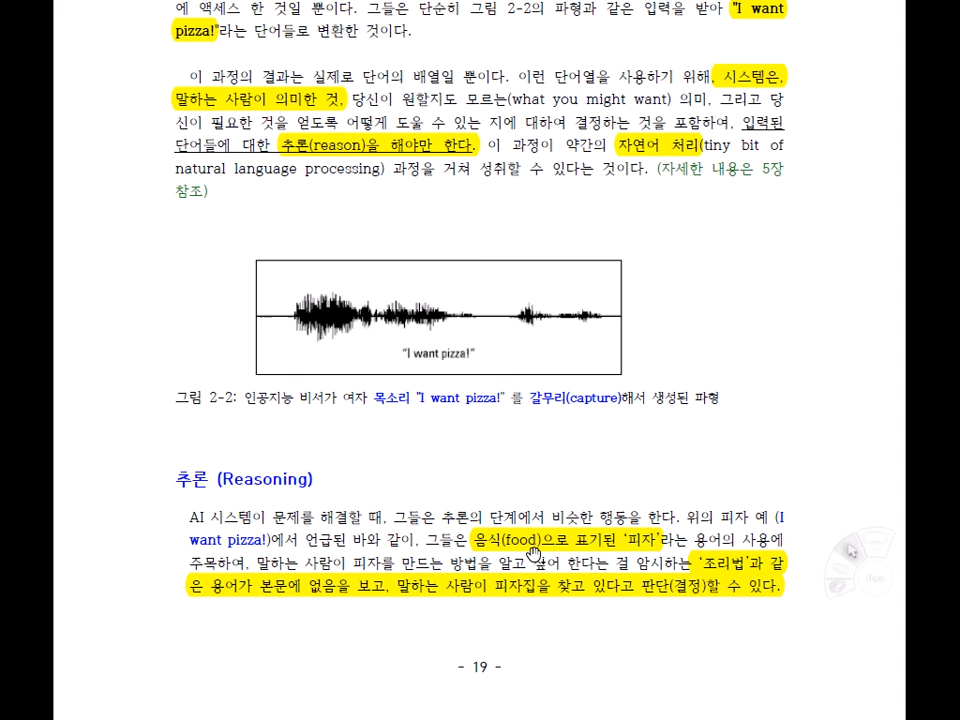 에 액세스 한 것일 뿐이다. 그들은 단순히 그림 2-2의 파형과 같은 입력을 받아 "I want
pizza!"라는 단어들로 변환한 것이다.
이 과정의 결과는 실제로 단어의 배열일 뿐이다. 이런 단어열을 사용하기 위해, 시스템은,
말하는 사람이 의미한 것, 당신이 원할지도 모르는(what you might want) 의미, 그리고 당
신이 필요한 것을 얻도록 어떻게 도울 수 있는 지에 대하여 결정하는 것을 포함하여, 입력된
단어들에 대한 추론(reason)을 해야만 한다. 이 과정이 약간의 자연어 처리(tiny bit of
natural language processing) 과정을 거쳐 성취할 수 있다는 것이다. (자세한 내용은 5장
참조)
"I want pizza!"
그림 2-2: 인공지능 비서가 여자 목소리 "I want pizza!" 를 갈무리(capture)해서 생성된 파형
추론 (Reasoning)
AI 시스템이 문제를 해결할 때, 그들은 추론의 단계에서 비슷한 행동을 한다. 위의 피자 예 (I
want pizza!)에서 언급된 바와 같이, 그들은 음식(food)으로 표기된 '피자'라는 용어의 사용에
주목하여, 말하는 사람이 피자를 만드는 방법을 알고 싶어 한다는 걸 암시하는 '조리법'과 같
은 용어가 본문에 없음을 보고, 말하는 사람이 피자집을 찾고 있다고 판단(결정)할 수 있다.
- 19 -